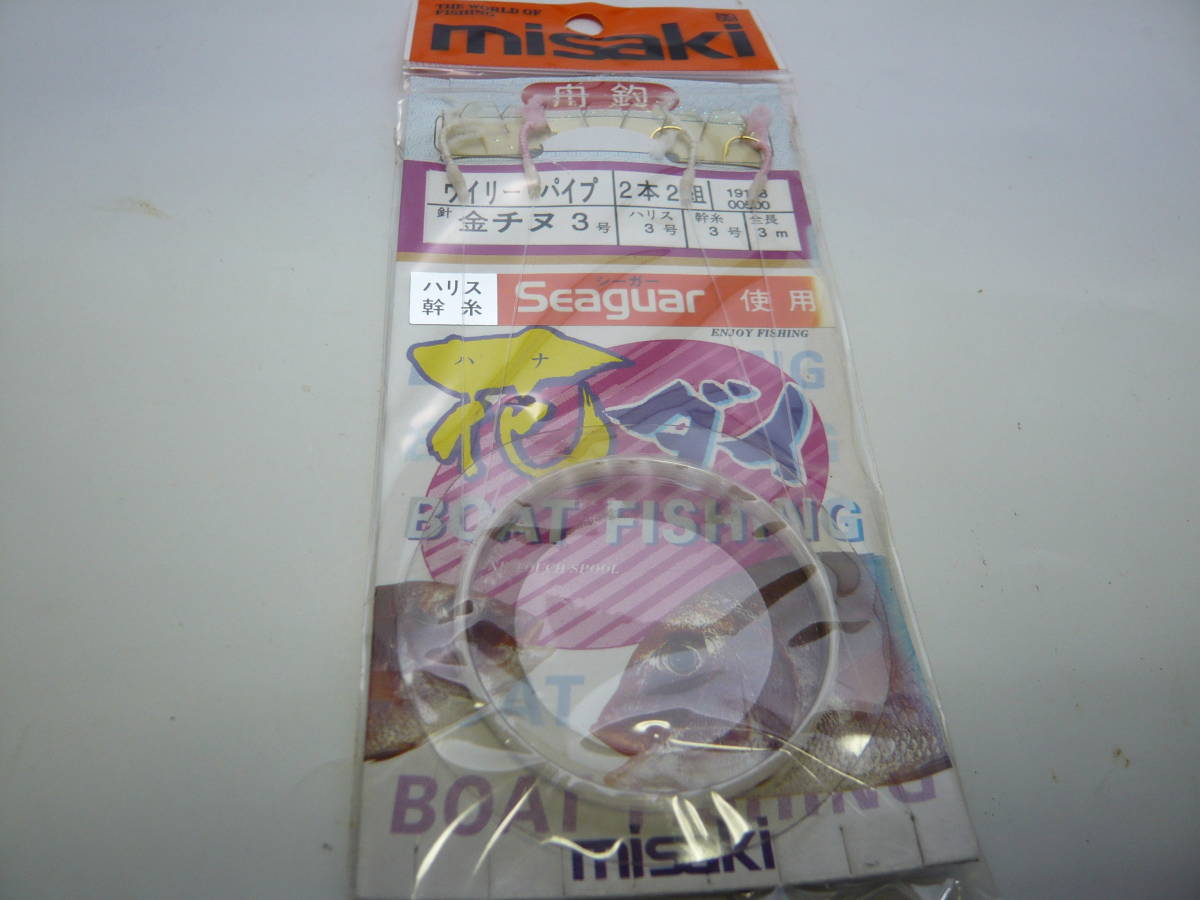 THE WORLD OF
FISHING
misaki
舟釣
ワイリー パイプ 2本2組
00500
針 金チヌ3号 ハリス 3号 幹糸 3号 全長 3m
ハリス
幹糸
シーガー
Seaguar 使用
ENJOY FISHING
ハナ
花ダイ
BOAT FISHING
TOUCH SPOOL
BOAT FISHING
misaki